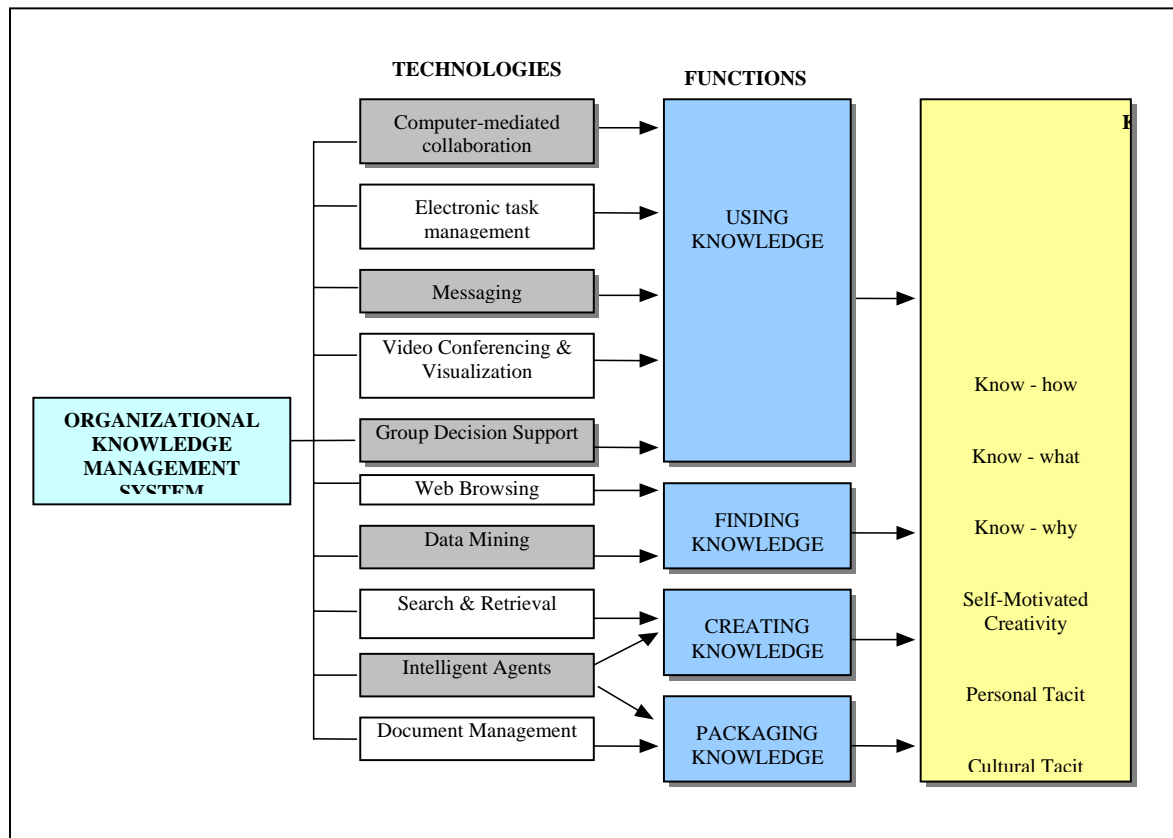 TECHNOLOGIES
FUNCTIONS
Computer-mediated
collaboration
Electronic task
management
Messaging
Video Conferencing &
Visualization
Group Decision Support
Web Browsing
Data Mining
Search & Retrieval
Intelligent Agents
Document Management
ORGANIZATIONAL
KNOWLEDGE
MANAGEMENT
SYSTEM
USING
KNOWLEDGE
FINDING
KNOWLEDGE
CREATING
KNOWLEDGE
PACKAGING
KNOWLEDGE
Know - how
Know - what
Know - why
Self-Motivated
Creativity
Personal Tacit
Cultural Tacit